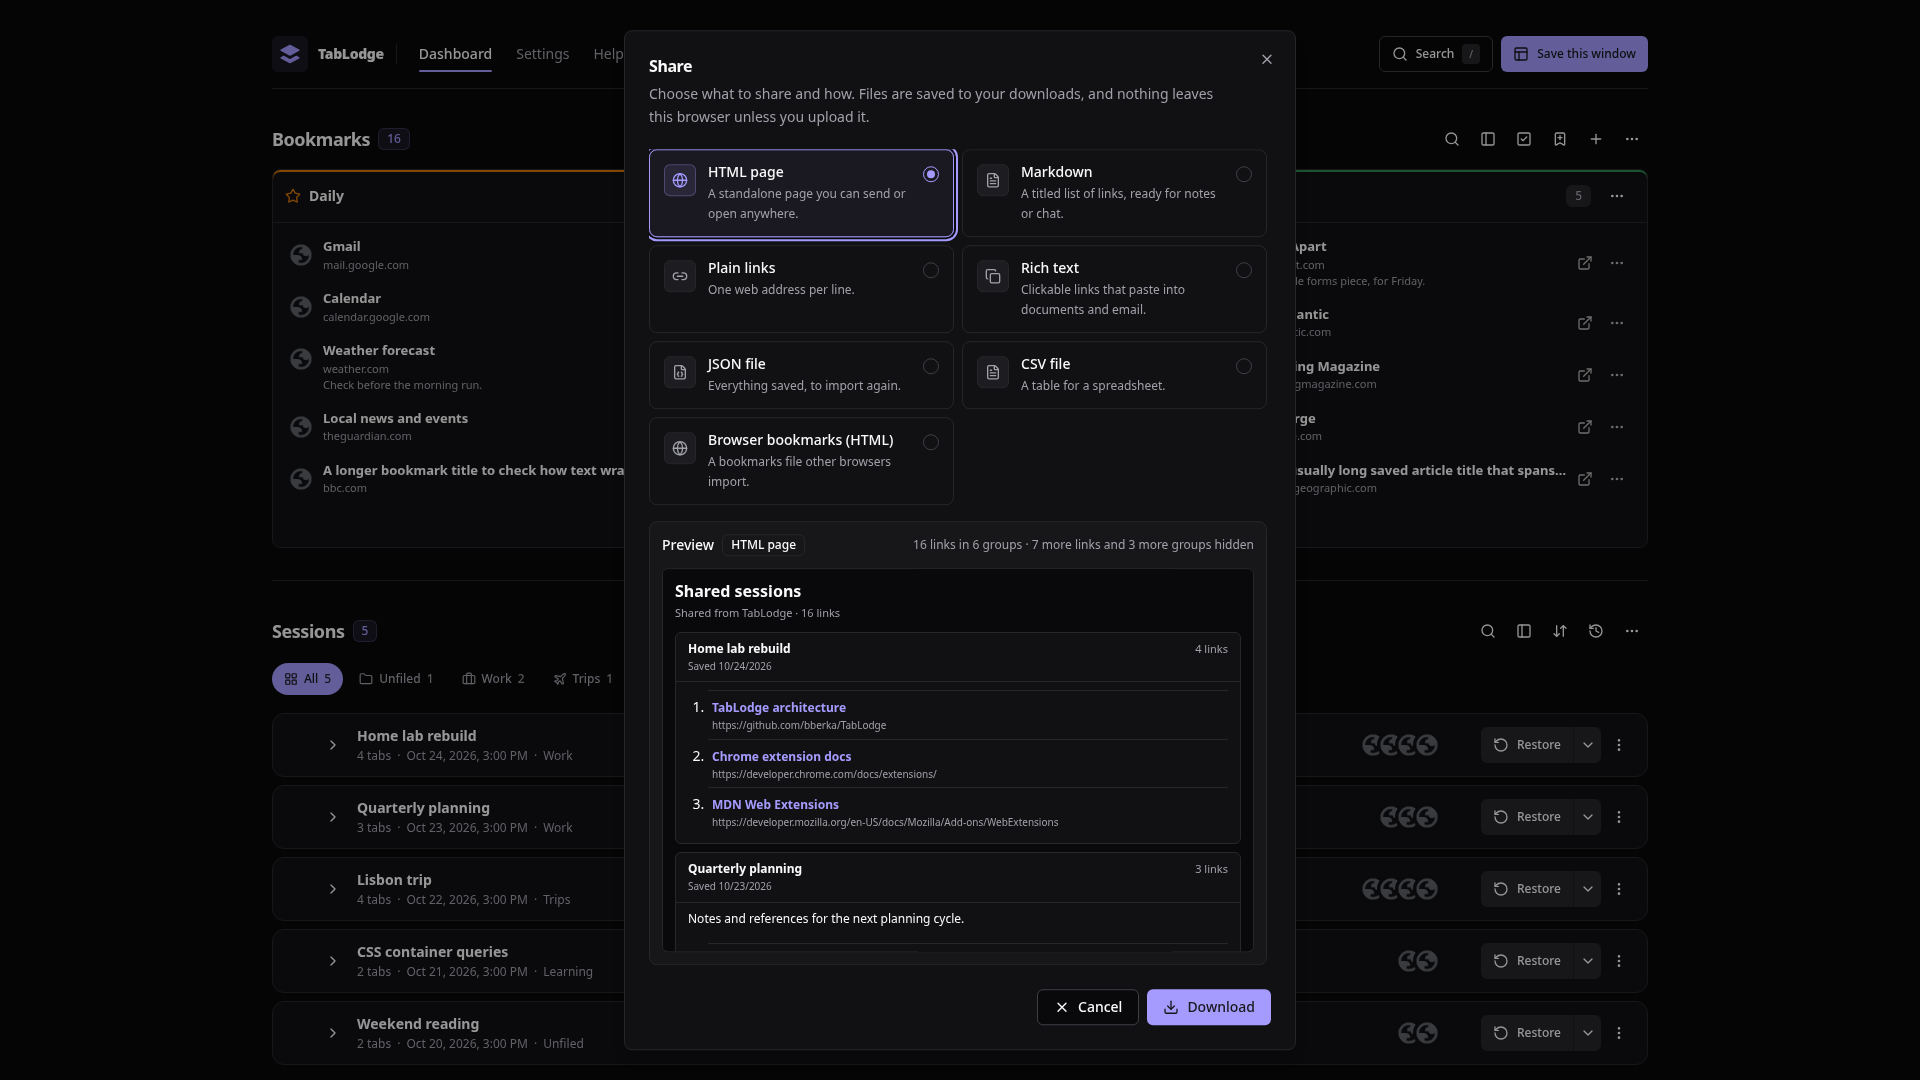 TabLodge
Dashboard
Settings
Help
Search /
Save this window
Bookmarks 16
Daily
Gmail
mail.google.com
Calendar
calendar.google.com
Weather forecast
weather.com
Check before the morning run.
Local news and events
theguardian.com
A longer bookmark title to check how text wra
bbc.com
5
Apart
t.com
le forms piece, for Friday.
antic
tic.com
ing Magazine
gmagazine.com
rge
.com
usually long saved article title that spans...
geographic.com
Sessions 5
All 5
Unfiled 1
Work 2
Trips 1
Home lab rebuild
4 tabs · Oct 24, 2026, 3:00 PM · Work
Restore
Quarterly planning
3 tabs · Oct 23, 2026, 3:00 PM · Work
Restore
Lisbon trip
4 tabs · Oct 22, 2026, 3:00 PM · Trips
Restore
CSS container queries
2 tabs · Oct 21, 2026, 3:00 PM · Learning
Restore
Weekend reading
2 tabs · Oct 20, 2026, 3:00 PM · Unfiled
Restore
Share
Choose what to share and how. Files are saved to your downloads, and nothing leaves
this browser unless you upload it.
HTML page
A standalone page you can send or
open anywhere.
Markdown
A titled list of links, ready for notes
or chat.
Plain links
One web address per line.
Rich text
Clickable links that paste into
documents and email.
JSON file
Everything saved, to import again.
CSV file
A table for a spreadsheet.
Browser bookmarks (HTML)
A bookmarks file other browsers
import.
Preview HTML page
16 links in 6 groups · 7 more links and 3 more groups hidden
Shared sessions
Shared from TabLodge · 16 links
Home lab rebuild
4 links
Saved 10/24/2026
1. TabLodge architecture
https://github.com/bberka/TabLodge
2. Chrome extension docs
https://developer.chrome.com/docs/extensions/
3. MDN Web Extensions
https://developer.mozilla.org/en-US/docs/Mozilla/Add-ons/WebExtensions
Quarterly planning
3 links
Saved 10/23/2026
Notes and references for the next planning cycle.
Cancel
Download